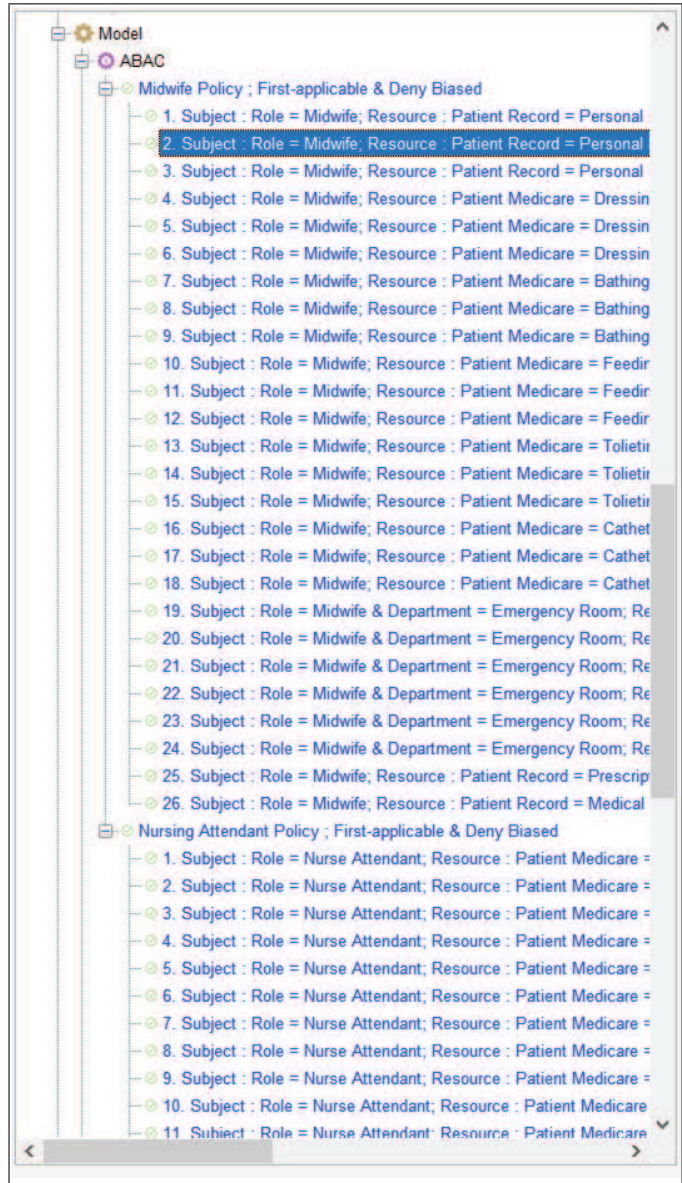 Model
ABAC
Midwife Policy ; First-applicable & Deny Biased
1. Subject : Role = Midwife; Resource : Patient Record = Personal
2. Subject : Role = Midwife; Resource : Patient Record = Personal
3. Subject : Role = Midwife; Resource : Patient Record = Personal
4. Subject : Role = Midwife; Resource : Patient Medicare = Dressin
5. Subject : Role = Midwife; Resource : Patient Medicare = Dressin
6. Subject : Role = Midwife; Resource : Patient Medicare = Dressin
7. Subject : Role = Midwife; Resource : Patient Medicare = Bathing
8. Subject : Role = Midwife; Resource : Patient Medicare = Bathing
9. Subject : Role = Midwife; Resource : Patient Medicare = Bathing
10. Subject : Role = Midwife; Resource : Patient Medicare = Feedin
11. Subject : Role = Midwife; Resource : Patient Medicare = Feedin
12. Subject : Role = Midwife; Resource : Patient Medicare = Feedin
13. Subject : Role = Midwife; Resource : Patient Medicare = Tolietin
14. Subject : Role = Midwife; Resource : Patient Medicare = Tolietin
15. Subject : Role = Midwife; Resource : Patient Medicare = Tolietin
16. Subject : Role = Midwife; Resource : Patient Medicare = Cathet
17. Subject : Role = Midwife; Resource : Patient Medicare = Cathet
18. Subject : Role = Midwife; Resource : Patient Medicare = Cathet
19. Subject : Role = Midwife & Department = Emergency Room; Re
20. Subject : Role = Midwife & Department = Emergency Room; Re
21. Subject : Role = Midwife & Department = Emergency Room; Re
22. Subject : Role = Midwife & Department = Emergency Room; Re
23. Subject : Role = Midwife & Department = Emergency Room; Re
24. Subject : Role = Midwife & Department = Emergency Room; Re
25. Subject : Role = Midwife; Resource : Patient Record = Prescrip
26. Subject : Role = Midwife; Resource : Patient Record = Medical
Nursing Attendant Policy ; First-applicable & Deny Biased
1. Subject : Role = Nurse Attendant; Resource : Patient Medicare =
2. Subject : Role = Nurse Attendant; Resource : Patient Medicare =
3. Subject : Role = Nurse Attendant; Resource : Patient Medicare =
4. Subject : Role = Nurse Attendant; Resource : Patient Medicare =
5. Subject : Role = Nurse Attendant; Resource : Patient Medicare =
6. Subject : Role = Nurse Attendant; Resource : Patient Medicare =
7. Subject : Role = Nurse Attendant; Resource : Patient Medicare =
8. Subject : Role = Nurse Attendant; Resource : Patient Medicare =
9. Subject : Role = Nurse Attendant; Resource : Patient Medicare =
10. Subject : Role = Nurse Attendant; Resource : Patient Medicare
11. Subject : Role = Nurse Attendant; Resource : Patient Medicare